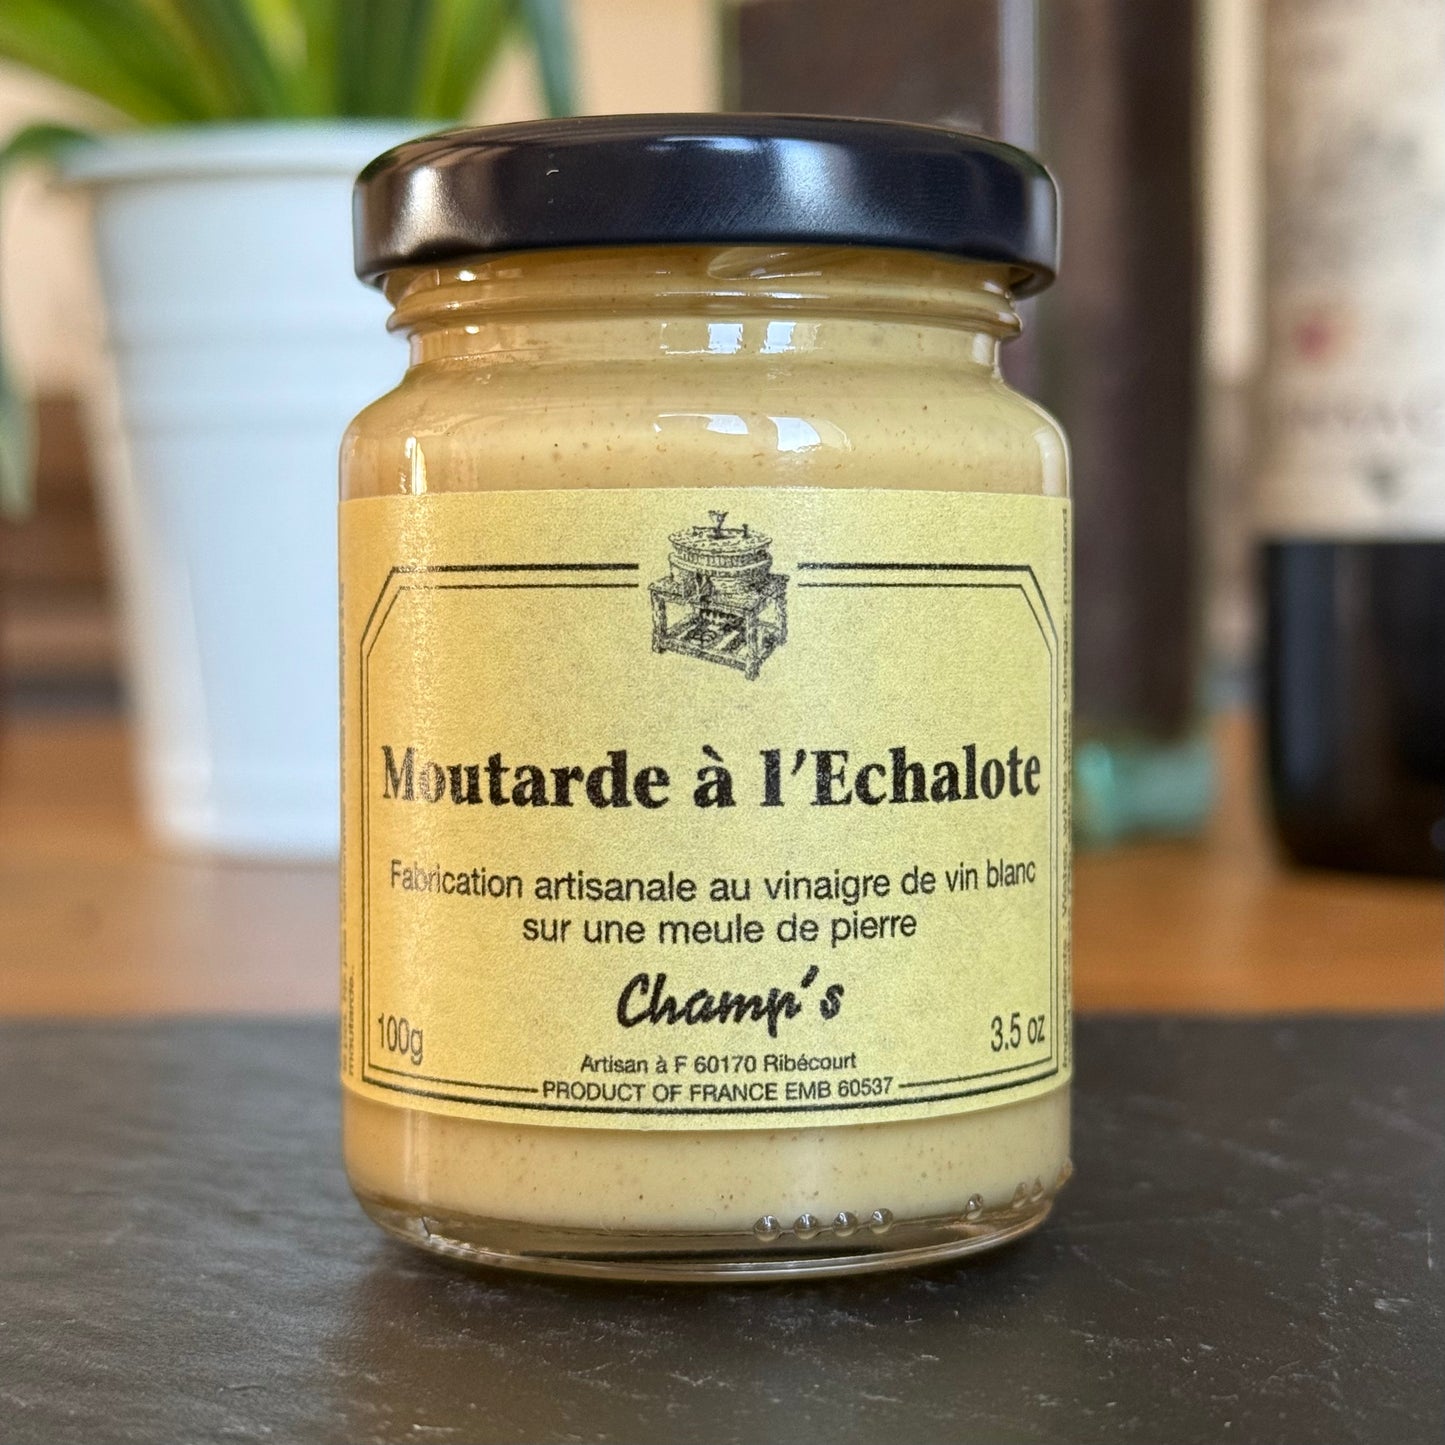 Moutarde à l'Echalote
Fabrication artisanale au vinaigre de vin blanc
sur une meule de pierre
Champ's
100g
3.5 oz
Artisan à F 60170 Ribécourt
PRODUCT OF FRANCE EMB 60537
moutarde.